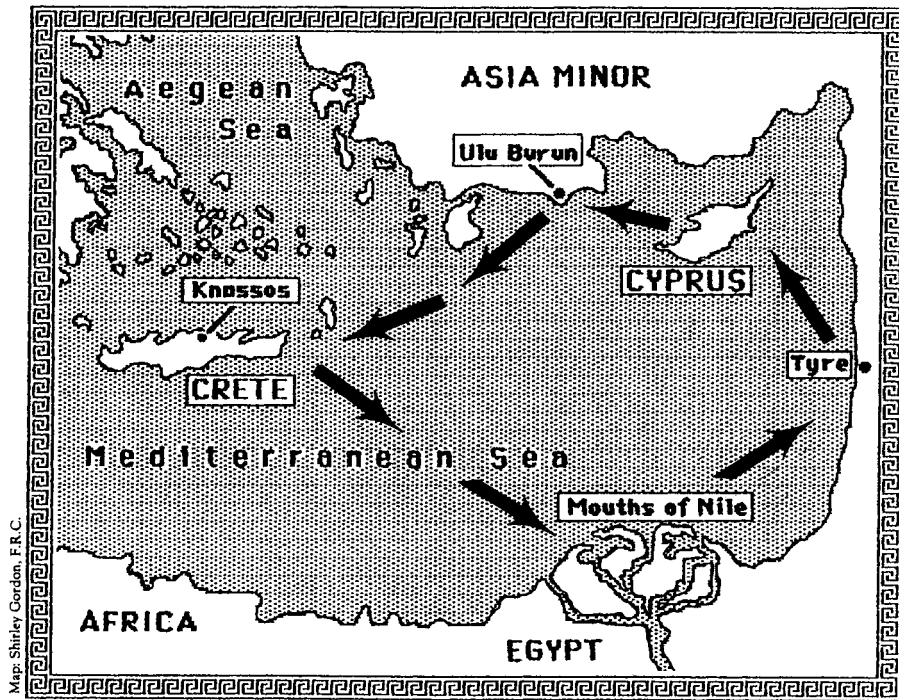 Aegean
Sea
ASIA MINOR
Ulu Burun
Knossos
CYPRUS
CRETE
Tyre
Mediterranean Sea
Mouths of Nile
AFRICA
EGYPT
Map: Shirley Gordon, F.R.C.